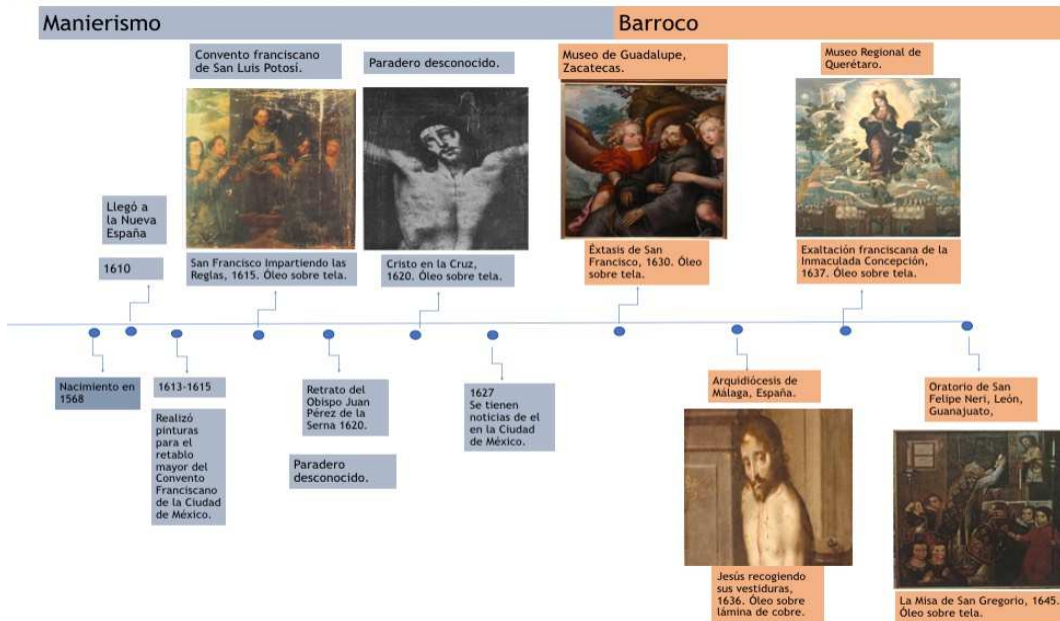 Manierismo
Barroco
Convento franciscano
de San Luis Potosí.
Paradero desconocido.
Museo de Guadalupe,
Zacatecas.
Museo Regional de
Querétaro.
Llegó a
la Nueva
España
1610
San Francisco Impartiendo las
Reglas, 1615. Óleo sobre tela.
Cristo en la Cruz,
1620. Óleo sobre tela.
Éxtasis de San
Francisco, 1630. Óleo
sobre tela.
Exaltación franciscana de la
Inmaculada Concepción,
1637. Óleo sobre tela.
Nacimiento en
1568
1613-1615
Realizó
pinturas
para el
retablo
mayor del
Convento
Franciscano
de la Ciudad
de México.
Retrato del
Obispo Juan
Pérez de la
Serna 1620.
Paradero
desconocido.
1627
Se tienen
noticias de el
en la Ciudad
de México.
Arquidiócesis de
Málaga, España.
Jesús recogiendo
sus vestiduras,
1636. Óleo sobre
lámina de cobre.
Oratorio de San
Felipe Neri, León,
Guanajuato,
La Misa de San Gregorio, 1645.
Óleo sobre tela.